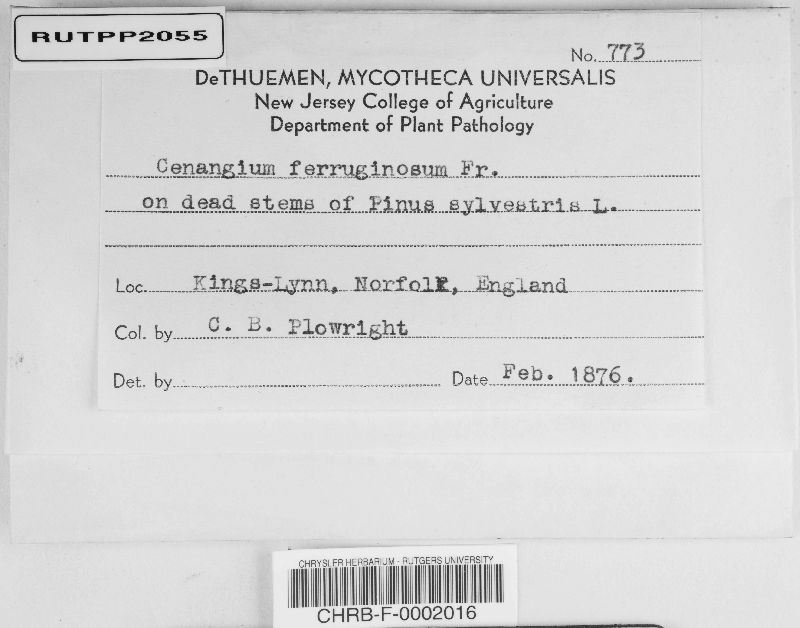 RUTPP2055
No. 773
DeTHUEMEN, MYCOTHECA UNIVERSALIS
New Jersey College of Agriculture
Department of Plant Pathology
Cenangium ferruginosum Fr.
on dead stems of Pinus sylvestris L.
Loc. Kings-Lynn, Norfolk, England
Col. by C. B. Plowright
Det. by
Date Feb. 1876.
CHRYSLER HERBARIUM - RUTGERS UNIVERSITY
CHRB-F-0002016